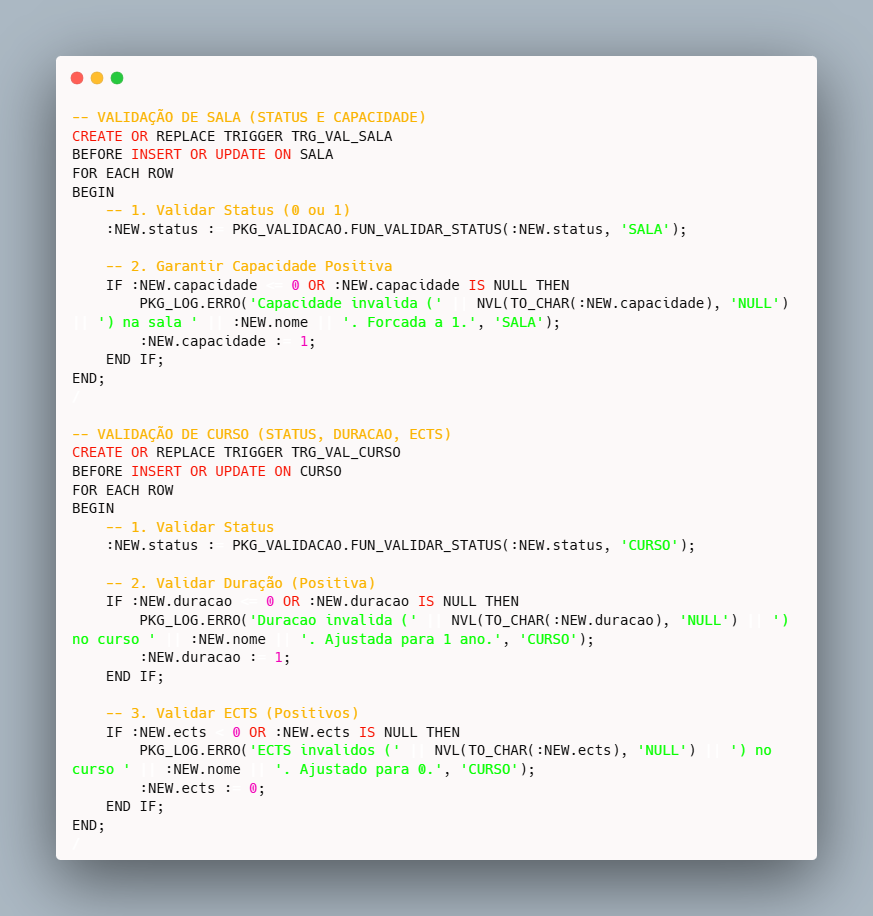 -- VALIDAÇÃO DE SALA (STATUS E CAPACIDADE)
CREATE OR REPLACE TRIGGER TRG_VAL_SALA
BEFORE INSERT OR UPDATE ON SALA
FOR EACH ROW
BEGIN
    -- 1. Validar Status (0 ou 1)
    :NEW.status := PKG_VALIDACAO.FUN_VALIDAR_STATUS(:NEW.status, 'SALA');

    -- 2. Garantir Capacidade Positiva
    IF :NEW.capacidade <= 0 OR :NEW.capacidade IS NULL THEN
        PKG_LOG.ERRO('Capacidade invalida (' || NVL(TO_CHAR(:NEW.capacidade), 'NULL')
|| ') na sala ' || :NEW.nome || '. Forcada a 1.', 'SALA');
        :NEW.capacidade := 1;
    END IF;
END;
/

-- VALIDAÇÃO DE CURSO (STATUS, DURACAO, ECTS)
CREATE OR REPLACE TRIGGER TRG_VAL_CURSO
BEFORE INSERT OR UPDATE ON CURSO
FOR EACH ROW
BEGIN
    -- 1. Validar Status
    :NEW.status := PKG_VALIDACAO.FUN_VALIDAR_STATUS(:NEW.status, 'CURSO');

    -- 2. Validar Duração (Positiva)
    IF :NEW.duracao <= 0 OR :NEW.duracao IS NULL THEN
        PKG_LOG.ERRO('Duracao invalida (' || NVL(TO_CHAR(:NEW.duracao), 'NULL') || ')
no curso ' || :NEW.nome || '. Ajustada para 1 ano.', 'CURSO');
        :NEW.duracao := 1;
    END IF;

    -- 3. Validar ECTS (Positivos)
    IF :NEW.ects < 0 OR :NEW.ects IS NULL THEN
        PKG_LOG.ERRO('ECTS invalidos (' || NVL(TO_CHAR(:NEW.ects), 'NULL') || ') no
curso ' || :NEW.nome || '. Ajustado para 0.', 'CURSO');
        :NEW.ects := 0;
    END IF;
END;
/